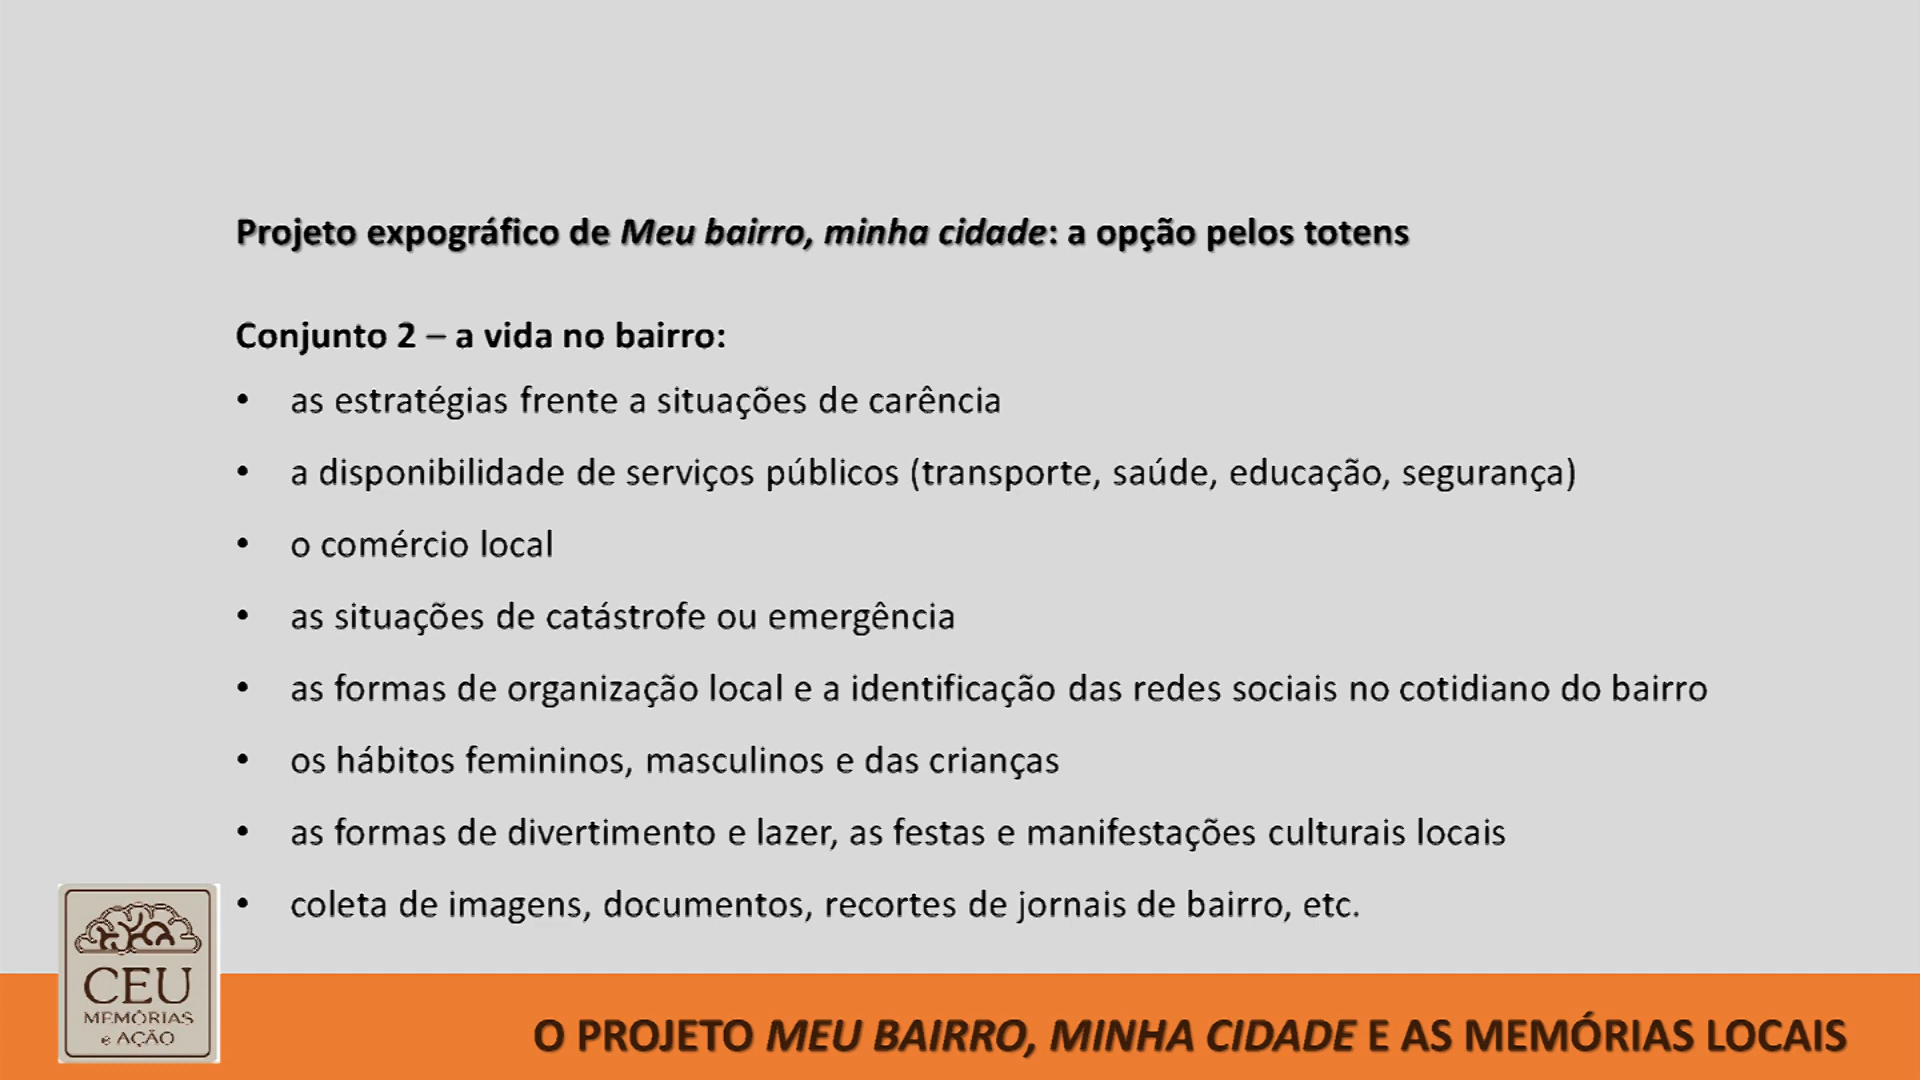 Projeto expográfico de Meu bairro, minha cidade: a opção pelos totens
Conjunto 2 – a vida no bairro:
• as estratégias frente a situações de carência
• a disponibilidade de serviços públicos (transporte, saúde, educação, segurança)
• o comércio local
• as situações de catástrofe ou emergência
• as formas de organização local e a identificação das redes sociais no cotidiano do bairro
• os hábitos femininos, masculinos e das crianças
• as formas de divertimento e lazer, as festas e manifestações culturais locais
• coleta de imagens, documentos, recortes de jornais de bairro, etc.
CEU
MEMÓRIAS
e AÇÃO
O PROJETO MEU BAIRRO, MINHA CIDADE E AS MEMÓRIAS LOCAIS